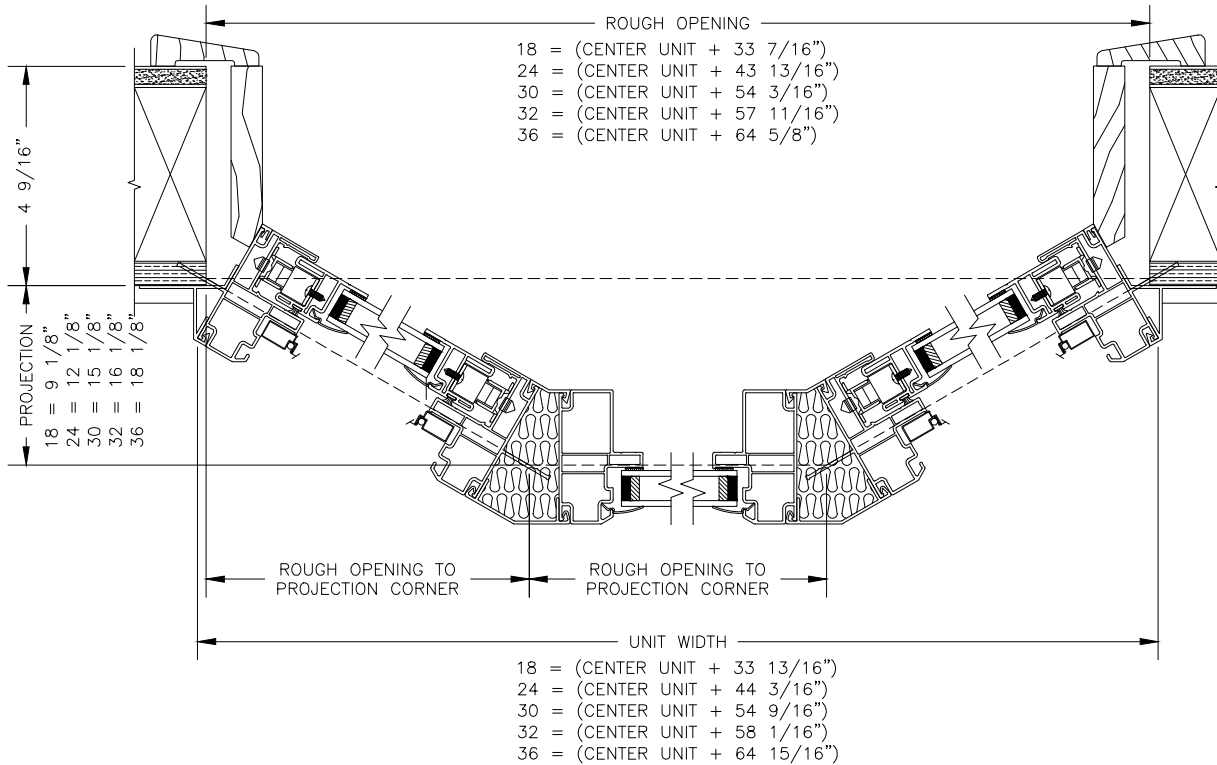 ROUGH OPENING
18 = (CENTER UNIT + 33 7/16")
24 = (CENTER UNIT + 43 13/16")
30 = (CENTER UNIT + 54 3/16")
32 = (CENTER UNIT + 57 11/16")
36 = (CENTER UNIT + 64 5/8")
4 9/16"
PROJECTION
18 = 9 1/8"
24 = 12 1/8"
30 = 15 1/8"
32 = 16 1/8"
36 = 18 1/8"
ROUGH OPENING TO
PROJECTION CORNER
ROUGH OPENING TO
PROJECTION CORNER
UNIT WIDTH
18 = (CENTER UNIT + 33 13/16")
24 = (CENTER UNIT + 44 3/16")
30 = (CENTER UNIT + 54 9/16")
32 = (CENTER UNIT + 58 1/16")
36 = (CENTER UNIT + 64 15/16")